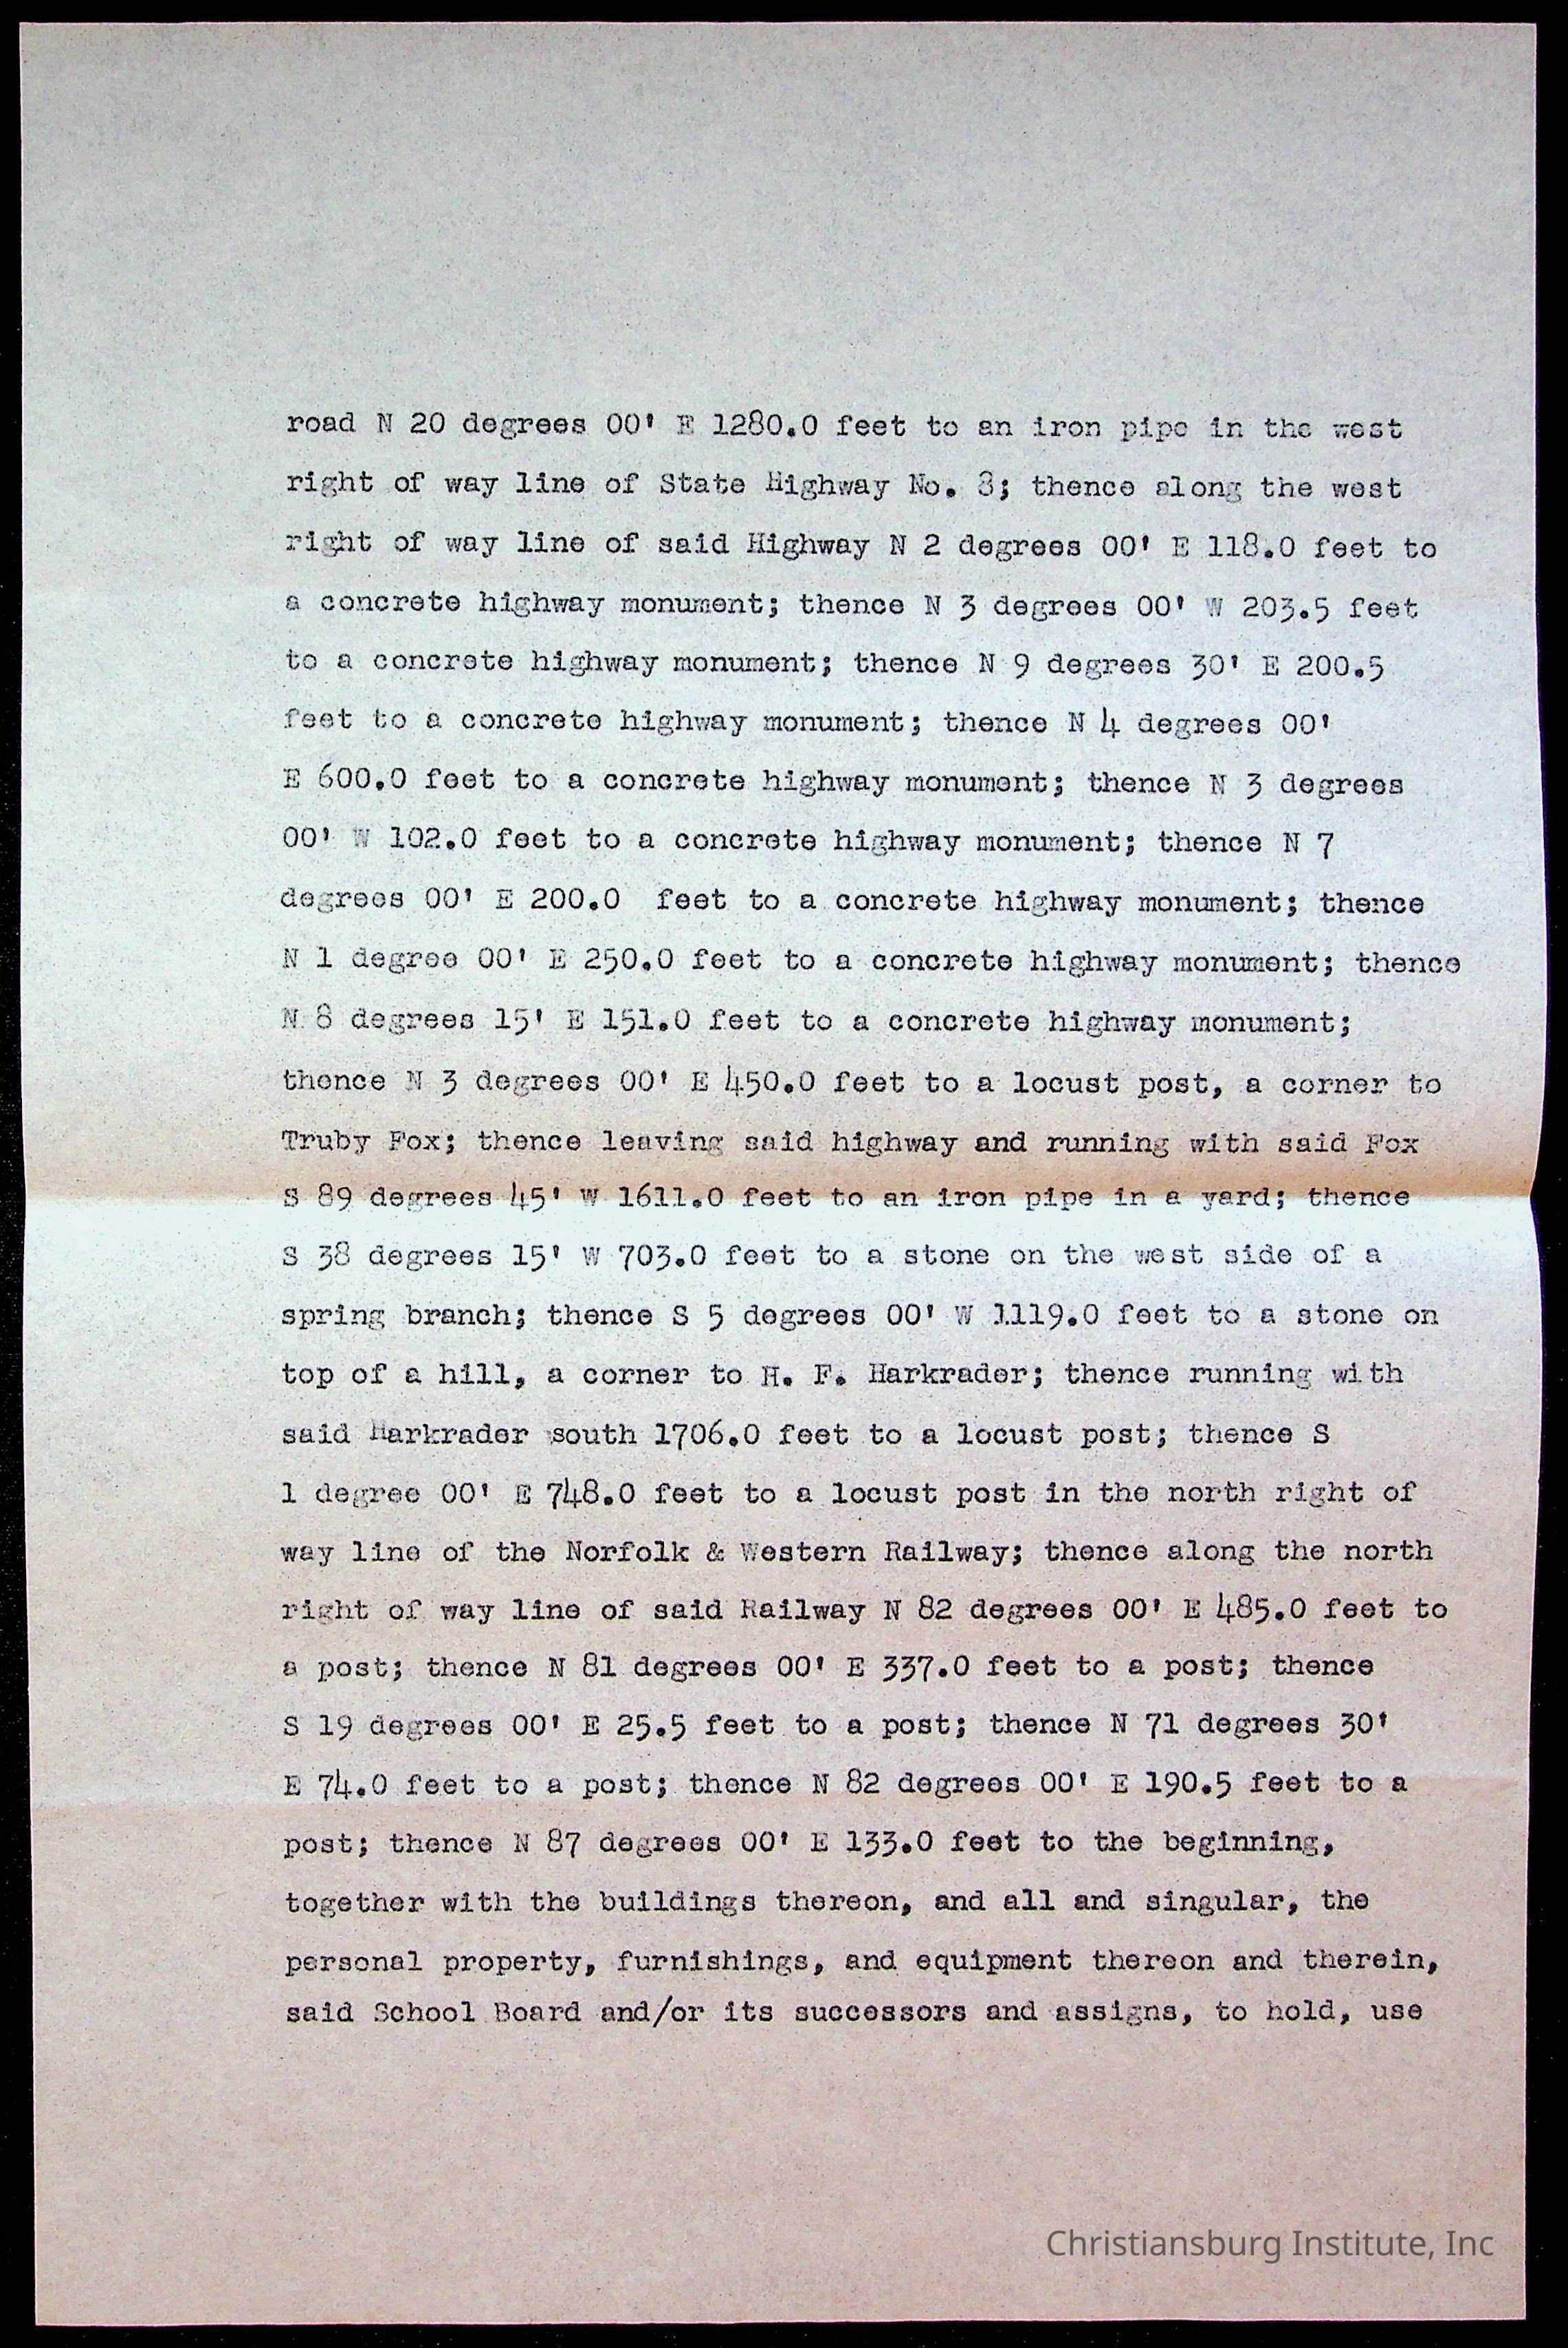 road N 20 degrees 00' E 1280.0 feet to an iron pipe in the west
right of way line of State Highway No. 8; thence along the west
right of way line of said Highway N 2 degrees 00' E 118.0 feet to
a concrete highway monument; thence N 3 degrees 00' W 203.5 feet
to a concrete highway monument; thence N 9 degrees 30' E 200.5
feet to a concrete highway monument; thence N 4 degrees 00'
E 600.0 feet to a concrete highway monument; thence N 3 degrees
00' W 102.0 feet to a concrete highway monument; thence N 7
degrees 00' E 200.0 feet to a concrete highway monument; thence
N 1 degree 00' E 250.0 feet to a concrete highway monument; thence
N 8 degrees 15' E 151.0 feet to a concrete highway monument;
thence N 3 degrees 00' E 450.0 feet to a locust post, a corner to
Truby Fox; thence leaving said highway and running with said Fox
S 89 degrees 45' W 1611.0 feet to an iron pipe in a yard; thence
S 38 degrees 15' W 703.0 feet to a stone on the west side of a
spring branch; thence S 5 degrees 00' W 1119.0 feet to a stone on
top of a hill, a corner to H. F. Harkrader; thence running with
said Harkrader south 1706.0 feet to a locust post; thence S
1 degree 00' E 748.0 feet to a locust post in the north right of
way line of the Norfolk & Western Railway; thence along the north
right of way line of said Railway N 82 degrees 00' E 485.0 feet to
a post; thence N 81 degrees 00' E 337.0 feet to a post; thence
S 19 degrees 00' E 25.5 feet to a post; thence N 71 degrees 30'
E 74.0 feet to a post; thence N 82 degrees 00' E 190.5 feet to a
post; thence N 87 degrees 00' E 133.0 feet to the beginning,
together with the buildings thereon, and all and singular, the
personal property, furnishings, and equipment thereon and therein,
said School Board and/or its successors and assigns, to hold, use
Christiansburg Institute, Inc